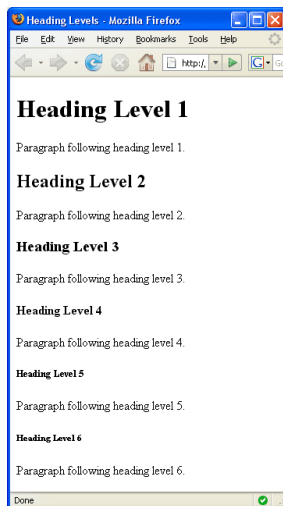 Heading Levels - Mozilla Firefox
File Edit View History Bookmarks Tools Help
http:/,
Heading Level 1
Paragraph following heading level 1.
Heading Level 2
Paragraph following heading level 2.
Heading Level 3
Paragraph following heading level 3.
Heading Level 4
Paragraph following heading level 4.
Heading Level 5
Paragraph following heading level 5.
Heading Level 6
Paragraph following heading level 6.
Done